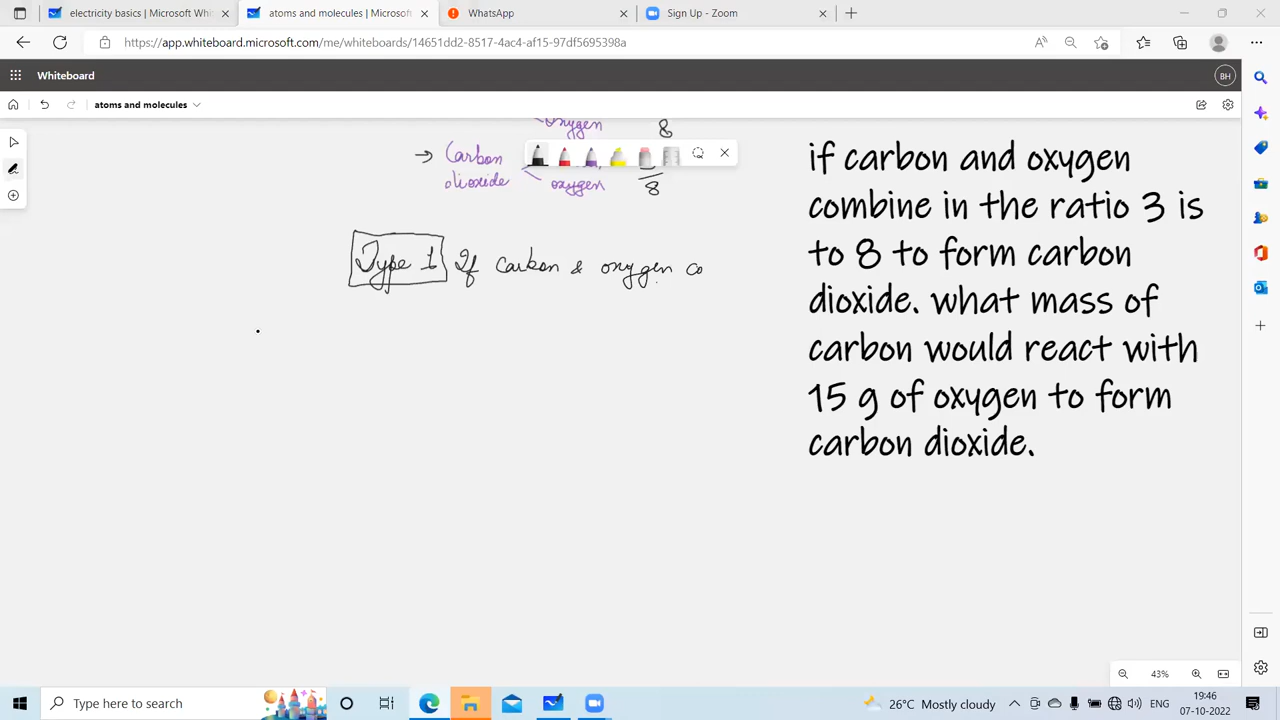 electricity basics | Microsoft Wh
atoms and molecules | Microsoft
WhatsApp
Sign Up - Zoom
https://app.whiteboard.microsoft.com/me/whiteboards/14651dd2-8517-4ac4-af15-97df5695398a
Whiteboard
BH
atoms and molecules
oxygen 8
→ Carbon
dioxide oxygen 8
Type 1 If carbon & oxygen co
if carbon and oxygen
combine in the ratio 3 is
to 8 to form carbon
dioxide. what mass of
carbon would react with
15 g of oxygen to form
carbon dioxide.
43%
Type here to search
26°C Mostly cloudy
ENG
19:46
07-10-2022